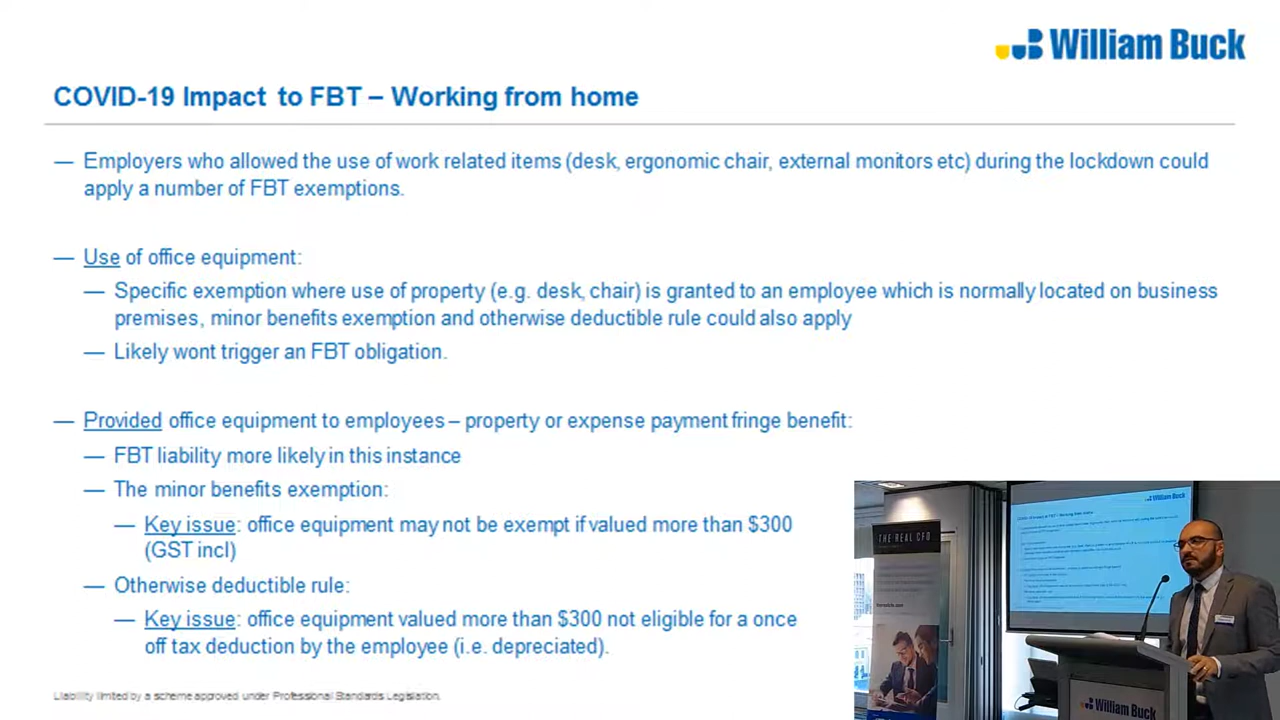 William Buck
COVID-19 Impact to FBT – Working from home
— Employers who allowed the use of work related items (desk, ergonomic chair, external monitors etc) during the lockdown could
apply a number of FBT exemptions.
— Use of office equipment:
— Specific exemption where use of property (e.g. desk, chair) is granted to an employee which is normally located on business
premises, minor benefits exemption and otherwise deductible rule could also apply
— Likely wont trigger an FBT obligation.
— Provided office equipment to employees – property or expense payment fringe benefit:
— FBT liability more likely in this instance
— The minor benefits exemption:
— Key issue: office equipment may not be exempt if valued more than $300
(GST incl)
— Otherwise deductible rule:
— Key issue: office equipment valued more than $300 not eligible for a once
off tax deduction by the employee (i.e. depreciated).
Liability limited by a scheme approved under Professional Standards Legislation.
William Buck
THE REAL CFO
William Buck